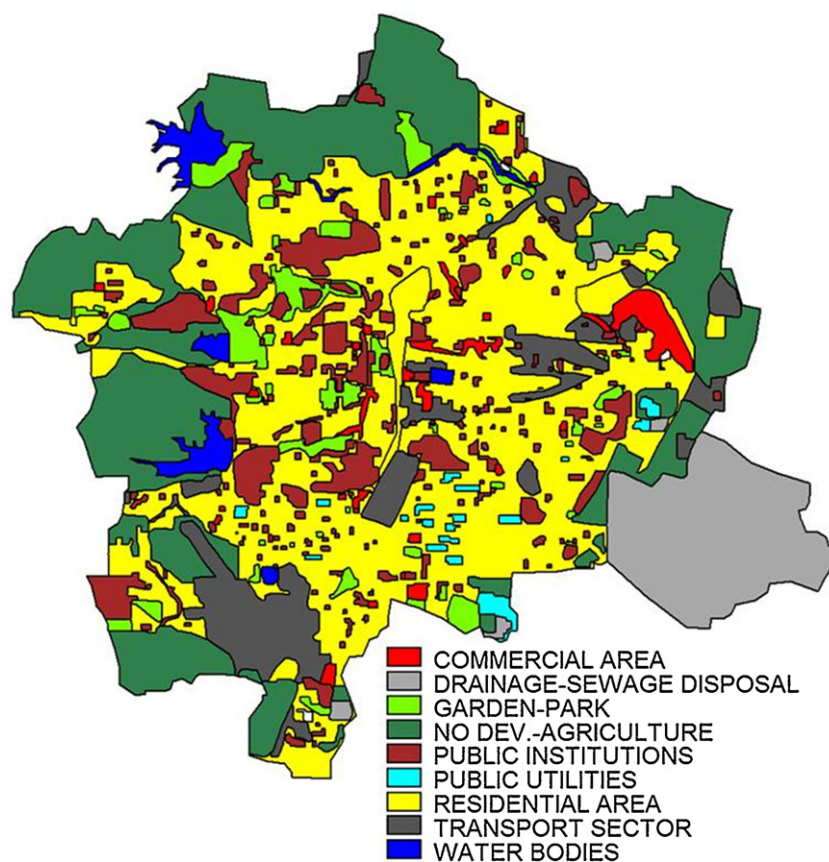 COMMERCIAL AREA
DRAINAGE-SEWAGE DISPOSAL
GARDEN-PARK
NO DEV.-AGRICULTURE
PUBLIC INSTITUTIONS
PUBLIC UTILITIES
RESIDENTIAL AREA
TRANSPORT SECTOR
WATER BODIES